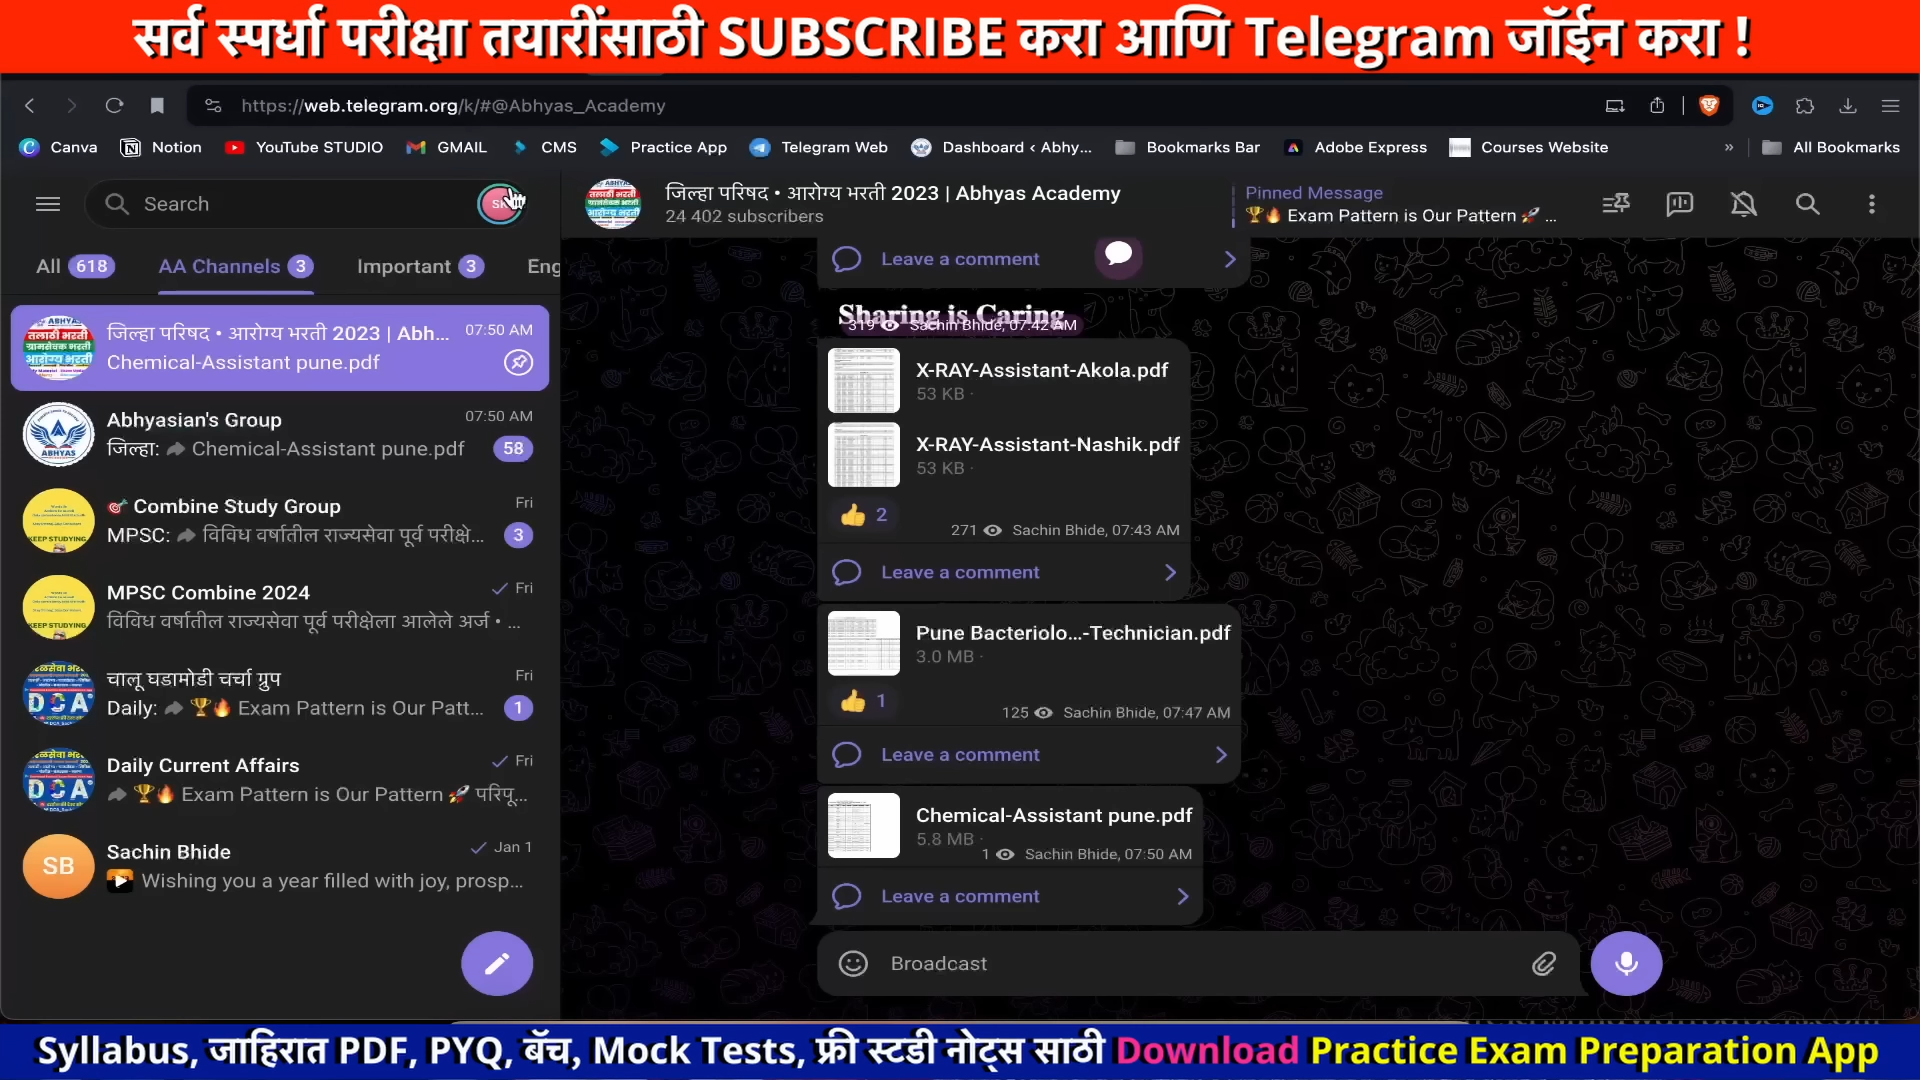 सर्व स्पर्धा परीक्षा तयारींसाठी SUBSCRIBE करा आणि Telegram जॉईन करा !
https://web.telegram.org/k/#@Abhyas_Academy
Canva
Notion
YouTube STUDIO
GMAIL
CMS
Practice App
Telegram Web
Dashboard ‹ Abhy...
Bookmarks Bar
Adobe Express
Courses Website
»
All Bookmarks
Search
All 618
AA Channels 3
Important 3
Eng
जिल्हा परिषद • आरोग्य भरती 2023 | Abh... 07:50 AM
Chemical-Assistant pune.pdf
Abhyasian's Group 07:50 AM
जिल्हा: Chemical-Assistant pune.pdf 58
🎯 Combine Study Group Fri
MPSC: विविध वर्षातील राज्यसेवा पूर्व परीक्षे... 3
MPSC Combine 2024 Fri
विविध वर्षातील राज्यसेवा पूर्व परीक्षेला आलेले अर्ज • ...
चालू घडामोडी चर्चा ग्रुप Fri
Daily: 🏆🔥 Exam Pattern is Our Patt... 1
Daily Current Affairs Fri
🏆🔥 Exam Pattern is Our Pattern 🚀 परिपू...
SB
Sachin Bhide Jan 1
Wishing you a year filled with joy, prosp...
जिल्हा परिषद • आरोग्य भरती 2023 | Abhyas Academy
24 402 subscribers
Pinned Message
🏆🔥 Exam Pattern is Our Pattern 🚀 ...
Leave a comment
Sharing is Caring
319 Sachin Bhide, 07:42 AM
X-RAY-Assistant-Akola.pdf
53 KB ·
X-RAY-Assistant-Nashik.pdf
53 KB ·
👍 2
271 Sachin Bhide, 07:43 AM
Leave a comment
Pune Bacteriolo...-Technician.pdf
3.0 MB ·
👍 1
125 Sachin Bhide, 07:47 AM
Leave a comment
Chemical-Assistant pune.pdf
5.8 MB ·
1 Sachin Bhide, 07:50 AM
Leave a comment
Broadcast
Syllabus, जाहिरात PDF, PYQ, बॅच, Mock Tests, फ्री स्टडी नोट्स साठी Download Practice Exam Preparation App